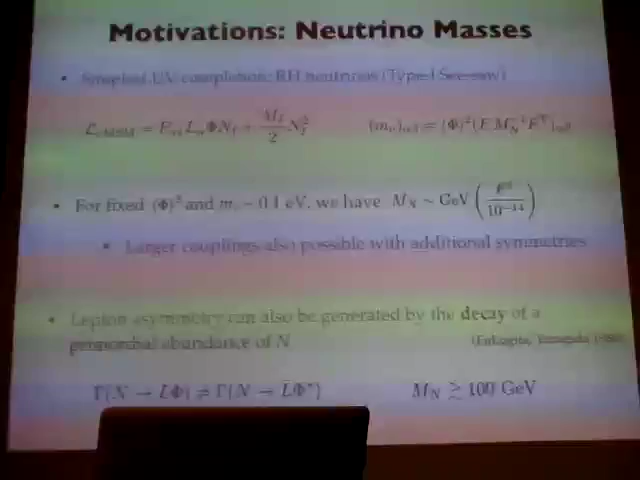 Motivations: Neutrino Masses
• Simplest UV completion: RH neutrinos (Type-I See-saw)
• For fixed ⟨Φ⟩² and m_ν ~ 0.1 eV, we have M_N ~ GeV (F² / 10⁻¹⁴)
• Larger couplings also possible with additional symmetries
• Lepton asymmetry can also be generated by the decay of a
primordial abundance of N
(Fukugita, Yanagida
Γ(N → LΦ) ≠ Γ(N → L̄Φ*) M_N ≳ 100 GeV